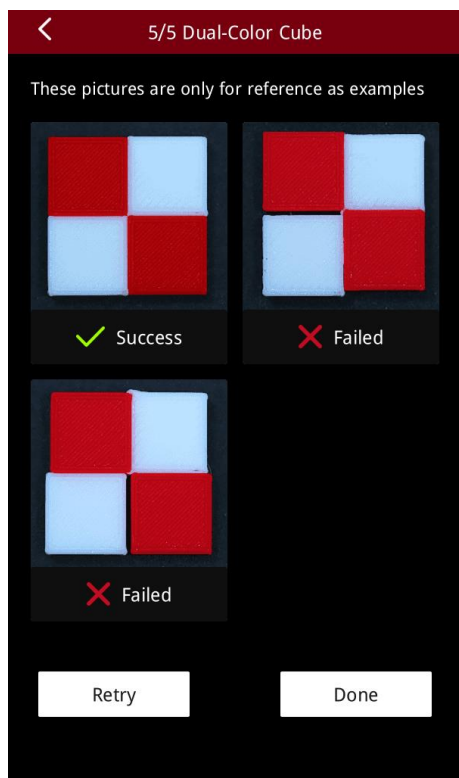 5/5 Dual-Color Cube
These pictures are only for reference as examples
Success
Failed
Failed
Retry
Done